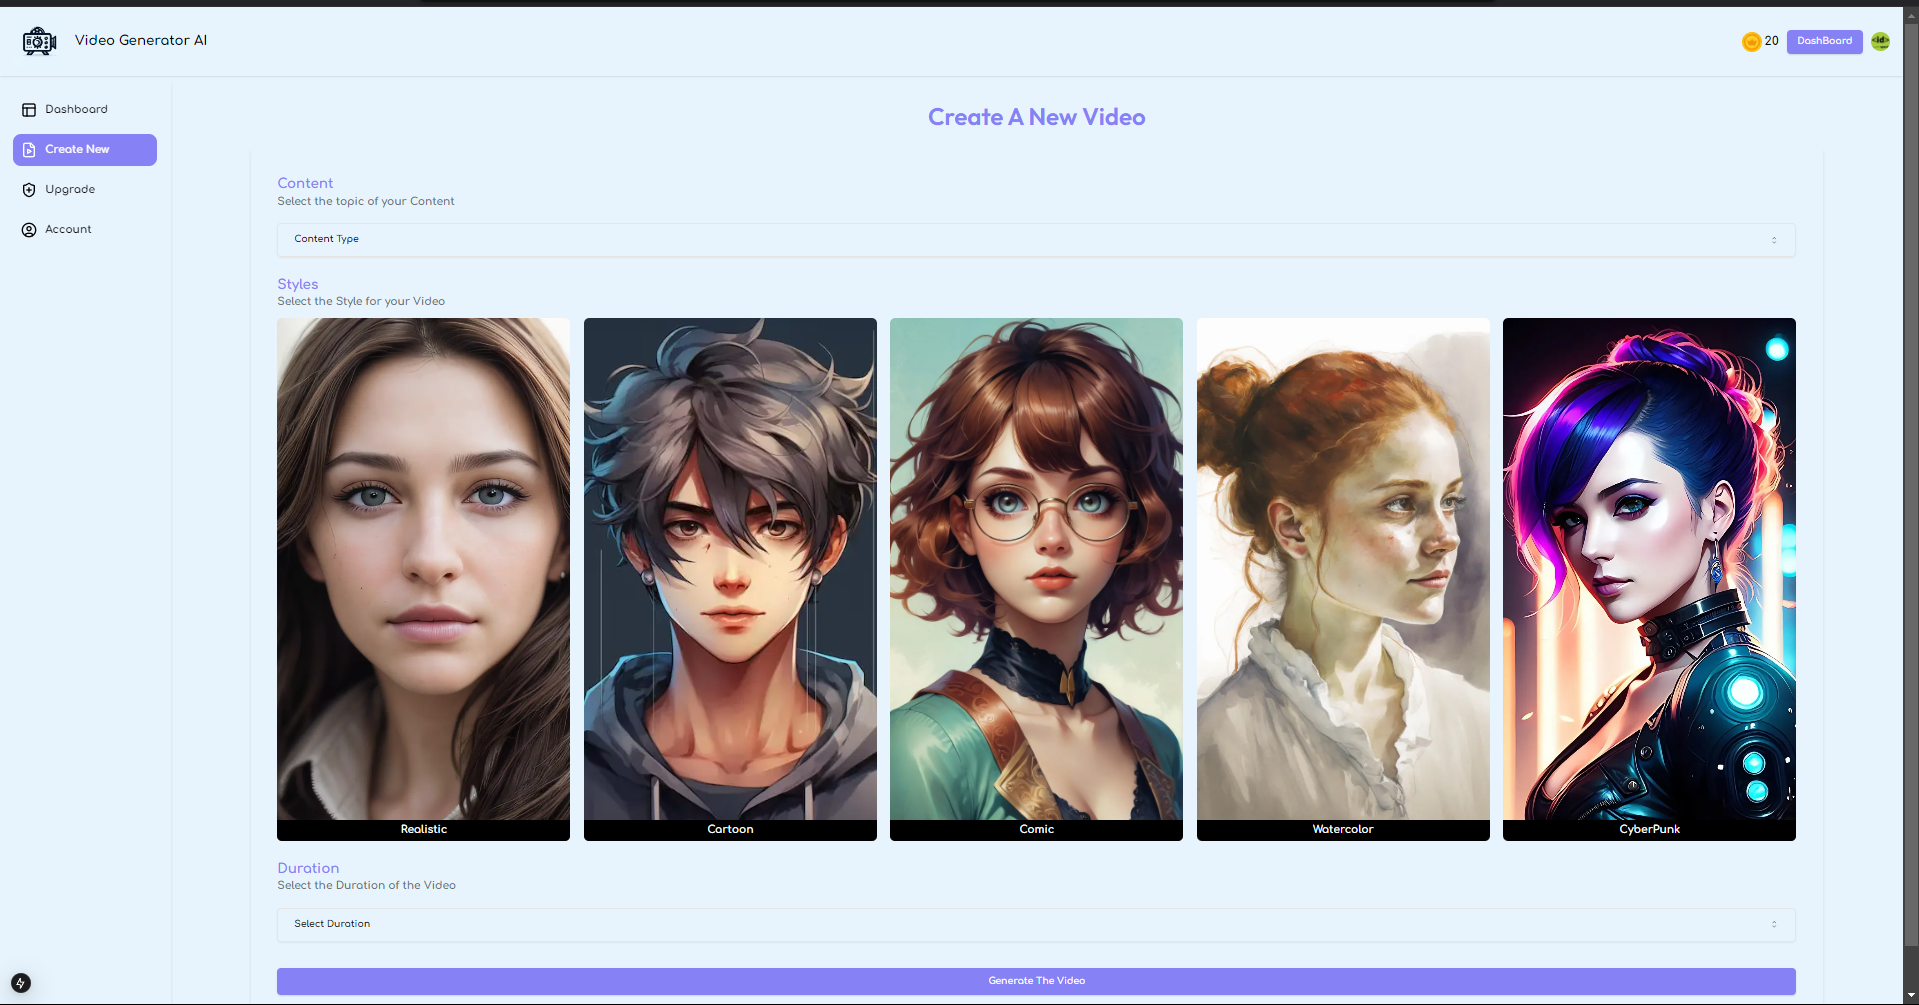 Video Generator AI
20
DashBoard
<id>
Dashboard
Create New
Upgrade
Account
Create A New Video
Content
Select the topic of your Content
Content Type
Styles
Select the Style for your Video
Realistic
Cartoon
Comic
Watercolor
CyberPunk
Duration
Select the Duration of the Video
Select Duration
Generate The Video